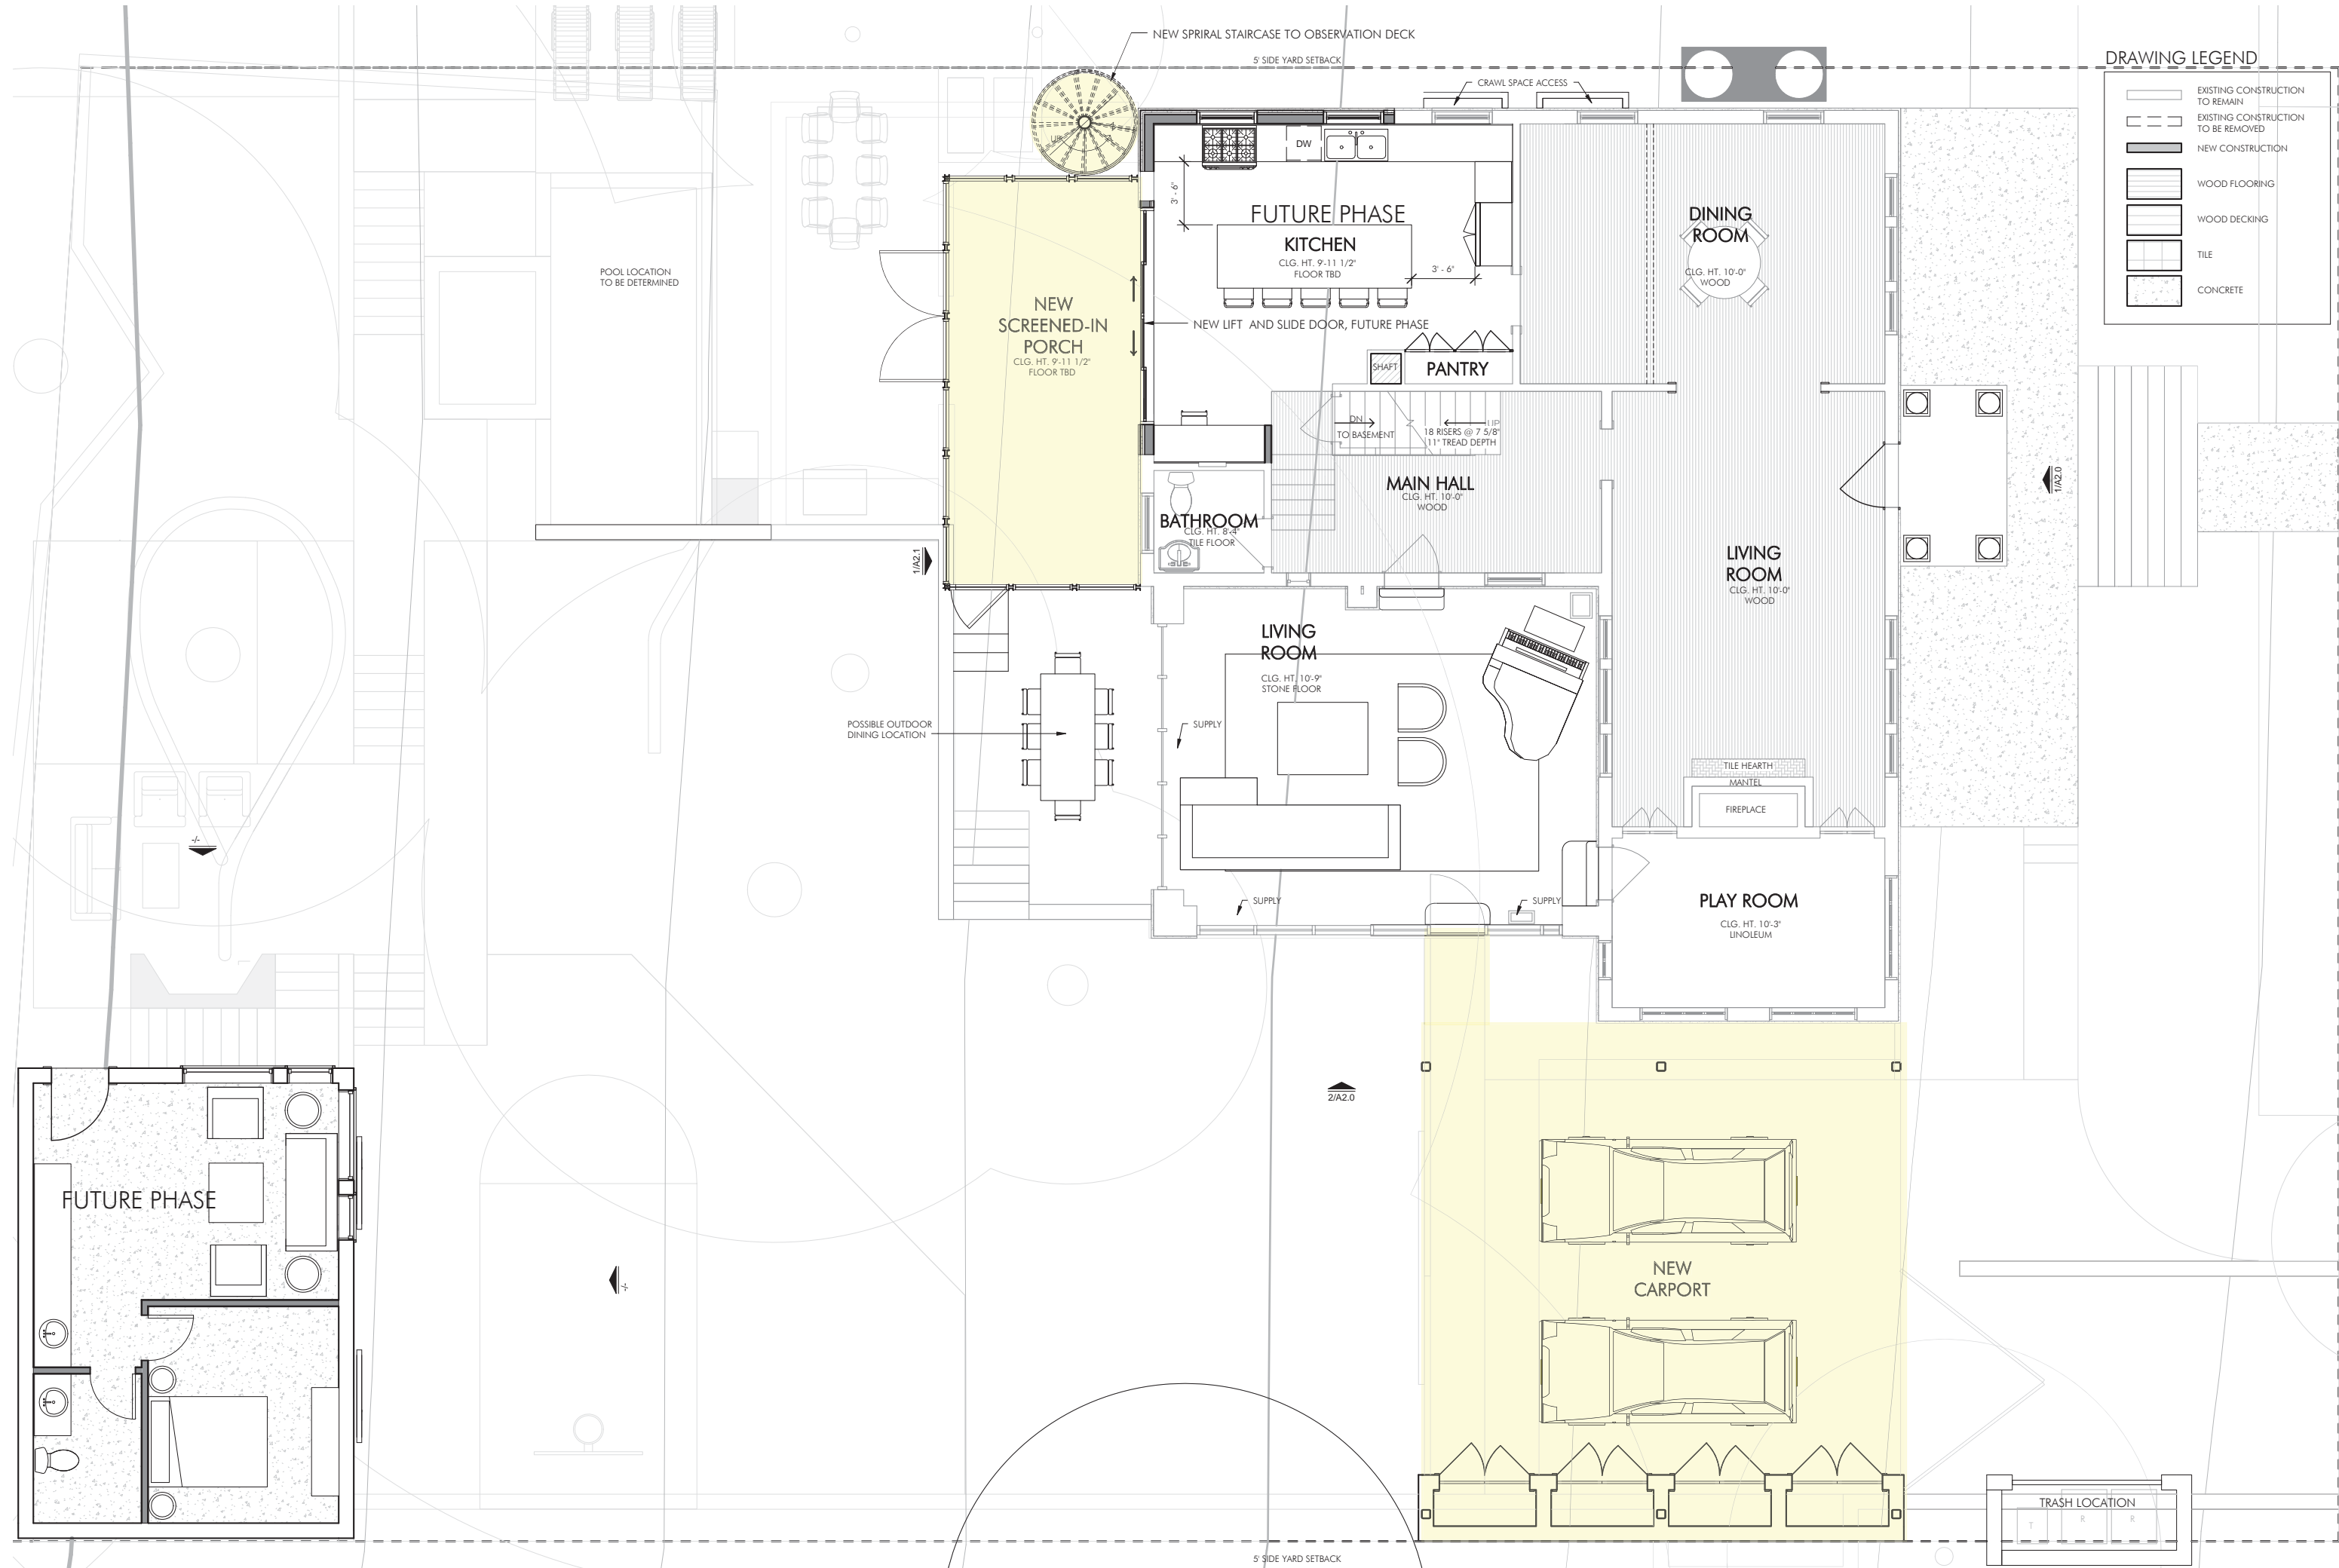 NEW SPRIRAL STAIRCASE TO OBSERVATION DECK
5' SIDE YARD SETBACK
CRAWL SPACE ACCESS
DRAWING LEGEND
EXISTING CONSTRUCTION
TO REMAIN
EXISTING CONSTRUCTION
TO BE REMOVED
NEW CONSTRUCTION
WOOD FLOORING
WOOD DECKING
TILE
CONCRETE
UP
DW
3' - 6"
FUTURE PHASE
KITCHEN
CLG. HT. 9'-11 1/2"
FLOOR TBD
3' - 6"
DINING
ROOM
CLG. HT. 10'-0"
WOOD
POOL LOCATION
TO BE DETERMINED
NEW
SCREENED-IN
PORCH
CLG. HT. 9'-11 1/2"
FLOOR TBD
NEW LIFT AND SLIDE DOOR, FUTURE PHASE
SHAFT
PANTRY
DN
TO BASEMENT
UP
18 RISERS @ 7 5/8"
11" TREAD DEPTH
MAIN HALL
CLG. HT. 10'-0"
WOOD
1/A2.0
BATHROOM
CLG. HT. 8'-4"
TILE FLOOR
1/A2.1
LIVING
ROOM
CLG. HT. 10'-0"
WOOD
LIVING
ROOM
CLG. HT. 10'-9"
STONE FLOOR
SUPPLY
POSSIBLE OUTDOOR
DINING LOCATION
TILE HEARTH
MANTEL
FIREPLACE
-/-
SUPPLY
SUPPLY
PLAY ROOM
CLG. HT. 10'-3"
LINOLEUM
2/A2.0
FUTURE PHASE
-/-
NEW
CARPORT
TRASH LOCATION
T
R
R
5' SIDE YARD SETBACK